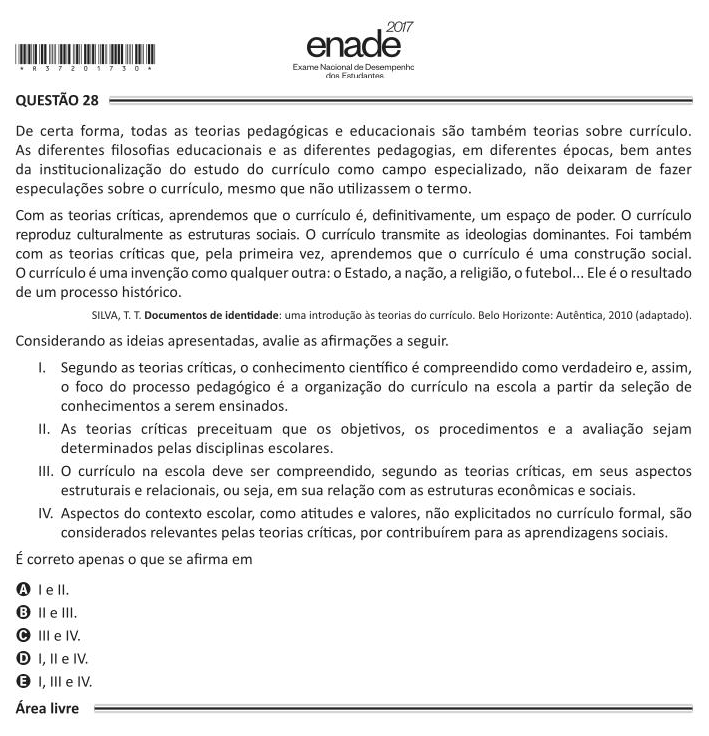 2017
enade
Exame Nacional de Desempenho
dos Estudantes
* R 3 7 2 0 1 7 3 0 *
QUESTÃO 28
De certa forma, todas as teorias pedagógicas e educacionais são também teorias sobre currículo.
As diferentes filosofias educacionais e as diferentes pedagogias, em diferentes épocas, bem antes
da institucionalização do estudo do currículo como campo especializado, não deixaram de fazer
especulações sobre o currículo, mesmo que não utilizassem o termo.
Com as teorias críticas, aprendemos que o currículo é, definitivamente, um espaço de poder. O currículo
reproduz culturalmente as estruturas sociais. O currículo transmite as ideologias dominantes. Foi também
com as teorias críticas que, pela primeira vez, aprendemos que o currículo é uma construção social.
O currículo é uma invenção como qualquer outra: o Estado, a nação, a religião, o futebol... Ele é o resultado
de um processo histórico.
SILVA, T. T. Documentos de identidade: uma introdução às teorias do currículo. Belo Horizonte: Autêntica, 2010 (adaptado).
Considerando as ideias apresentadas, avalie as afirmações a seguir.
I. Segundo as teorias críticas, o conhecimento científico é compreendido como verdadeiro e, assim,
o foco do processo pedagógico é a organização do currículo na escola a partir da seleção de
conhecimentos a serem ensinados.
II. As teorias críticas preceituam que os objetivos, os procedimentos e a avaliação sejam
determinados pelas disciplinas escolares.
III. O currículo na escola deve ser compreendido, segundo as teorias críticas, em seus aspectos
estruturais e relacionais, ou seja, em sua relação com as estruturas econômicas e sociais.
IV. Aspectos do contexto escolar, como atitudes e valores, não explicitados no currículo formal, são
considerados relevantes pelas teorias críticas, por contribuírem para as aprendizagens sociais.
É correto apenas o que se afirma em
A I e II.
B II e III.
C III e IV.
D I, II e IV.
E I, III e IV.
Área livre